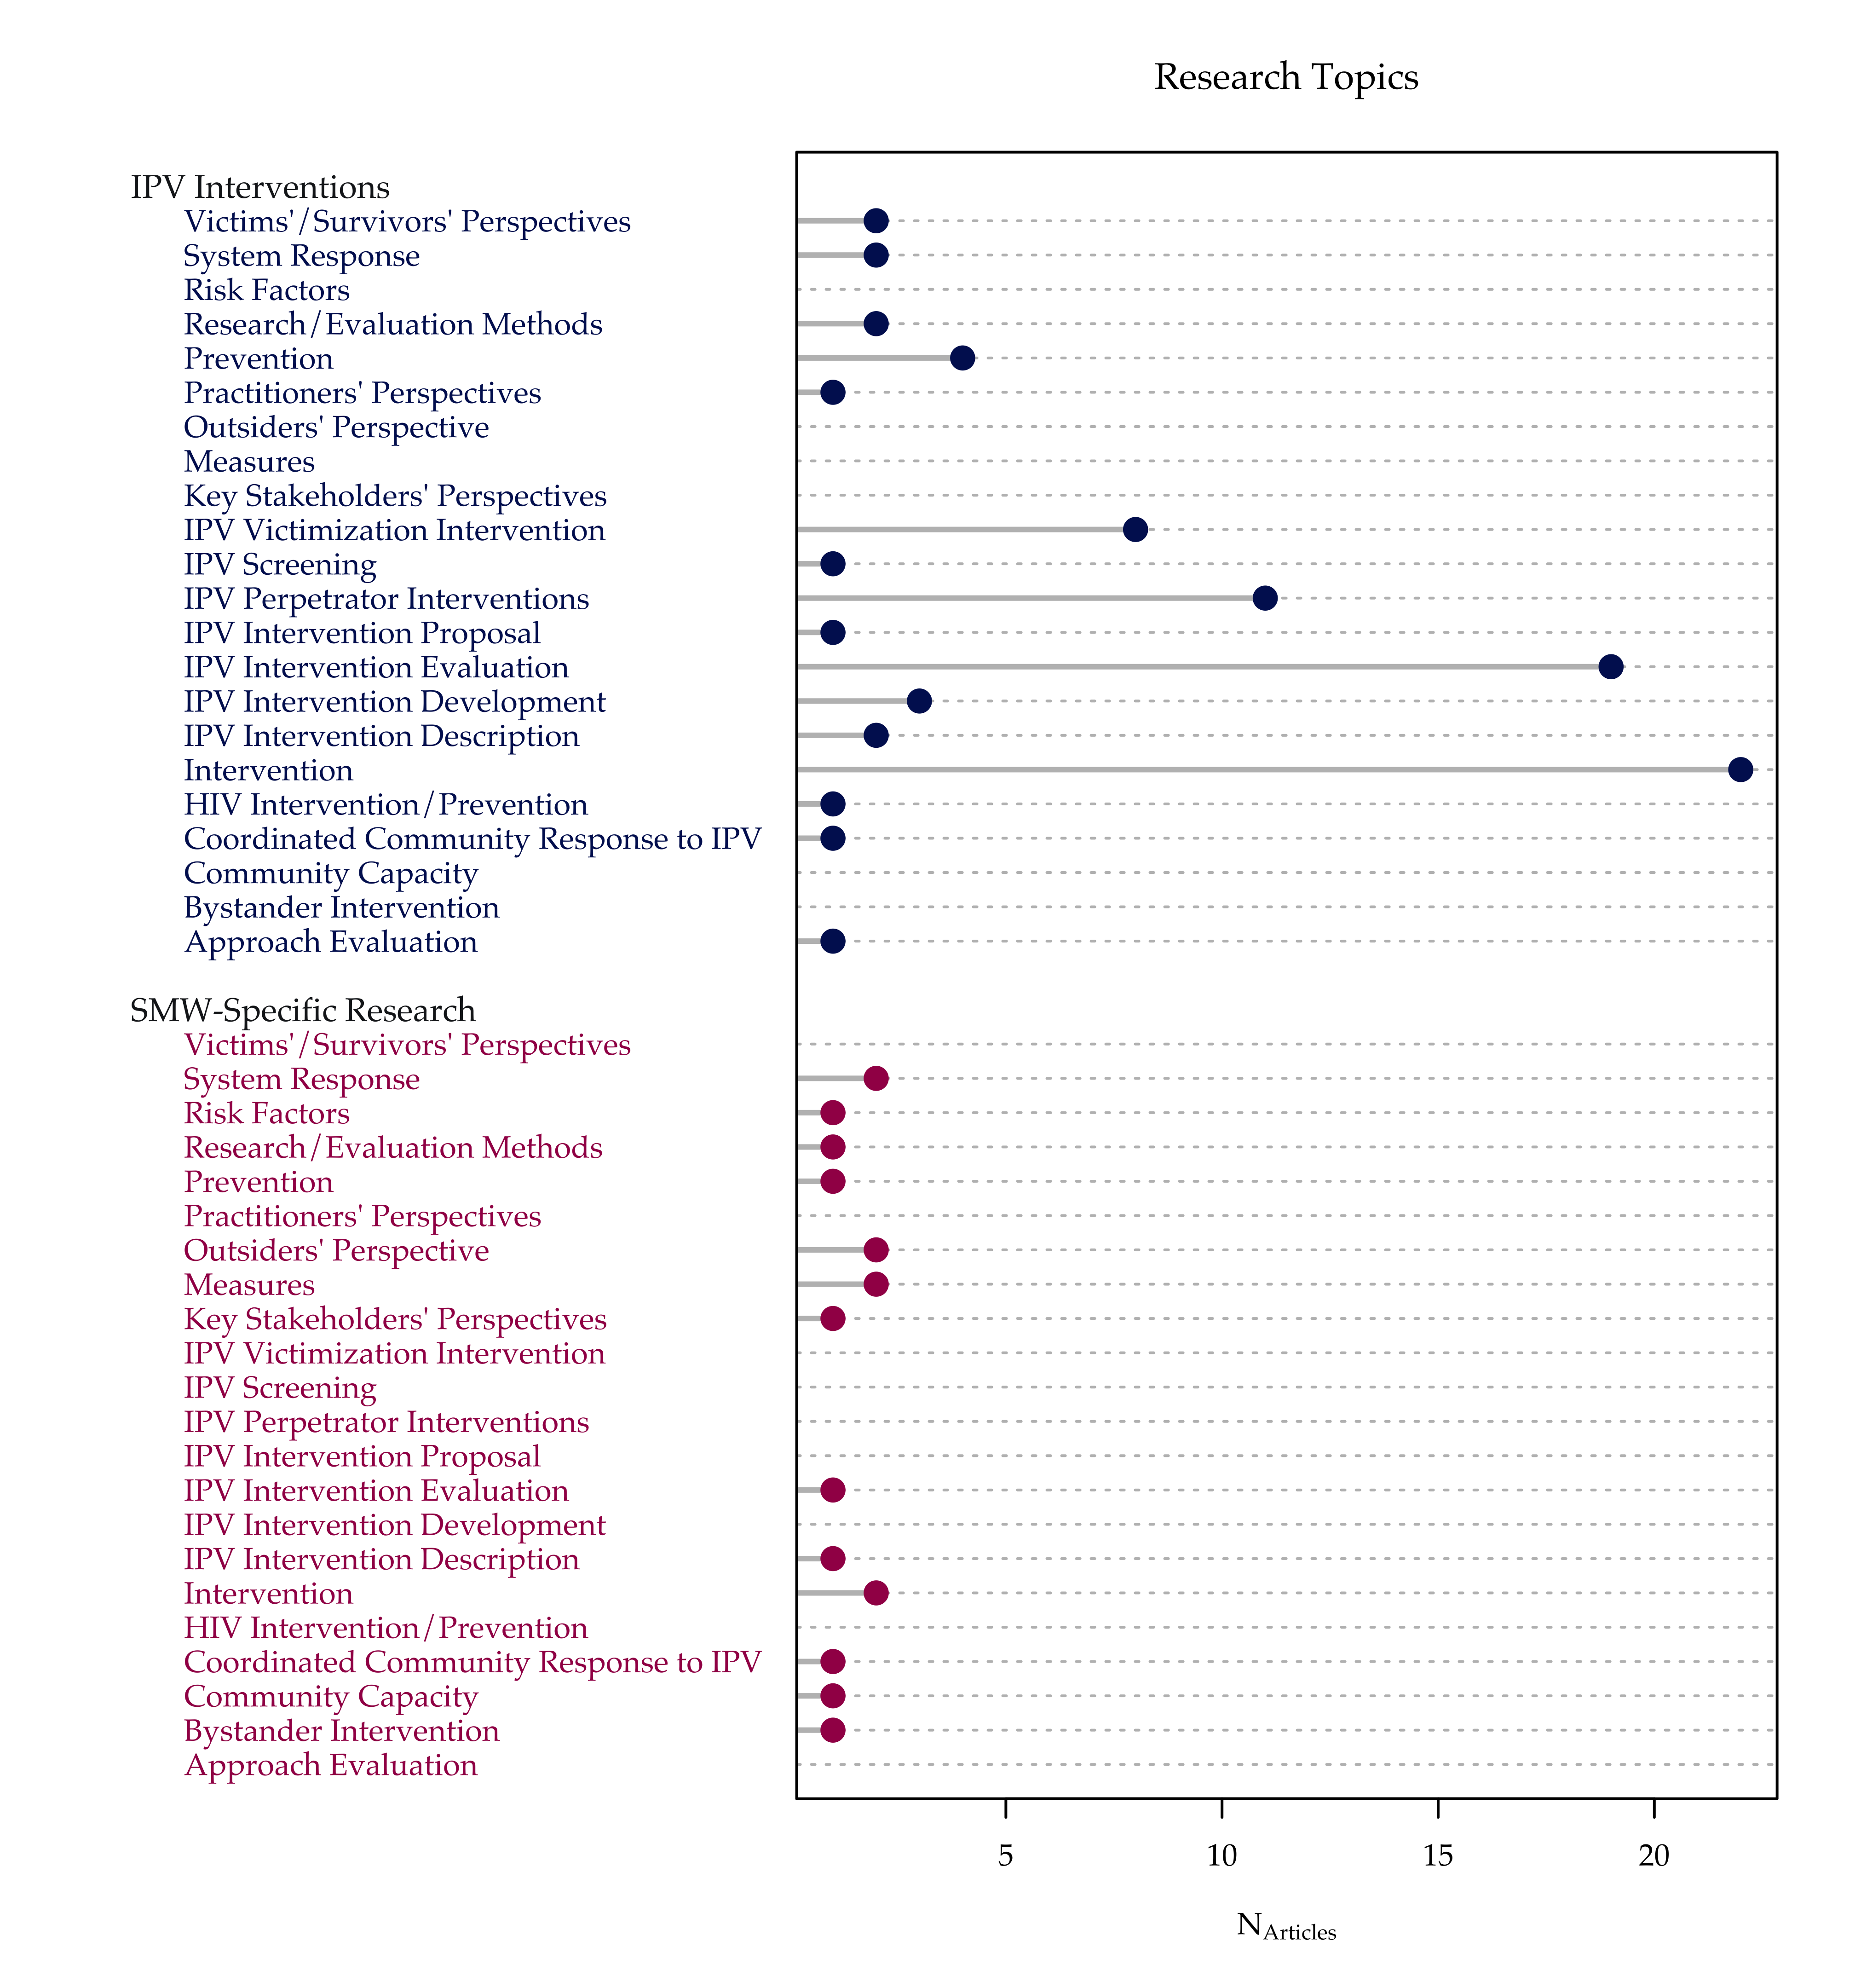 Research Topics
IPV Interventions
Victims'/Survivors' Perspectives
System Response
Risk Factors
Research/Evaluation Methods
Prevention
Practitioners' Perspectives
Outsiders' Perspective
Measures
Key Stakeholders' Perspectives
IPV Victimization Intervention
IPV Screening
IPV Perpetrator Interventions
IPV Intervention Proposal
IPV Intervention Evaluation
IPV Intervention Development
IPV Intervention Description
Intervention
HIV Intervention/Prevention
Coordinated Community Response to IPV
Community Capacity
Bystander Intervention
Approach Evaluation
SMW-Specific Research
Victims'/Survivors' Perspectives
System Response
Risk Factors
Research/Evaluation Methods
Prevention
Practitioners' Perspectives
Outsiders' Perspective
Measures
Key Stakeholders' Perspectives
IPV Victimization Intervention
IPV Screening
IPV Perpetrator Interventions
IPV Intervention Proposal
IPV Intervention Evaluation
IPV Intervention Development
IPV Intervention Description
Intervention
HIV Intervention/Prevention
Coordinated Community Response to IPV
Community Capacity
Bystander Intervention
Approach Evaluation
5 10 15 20
NArticles